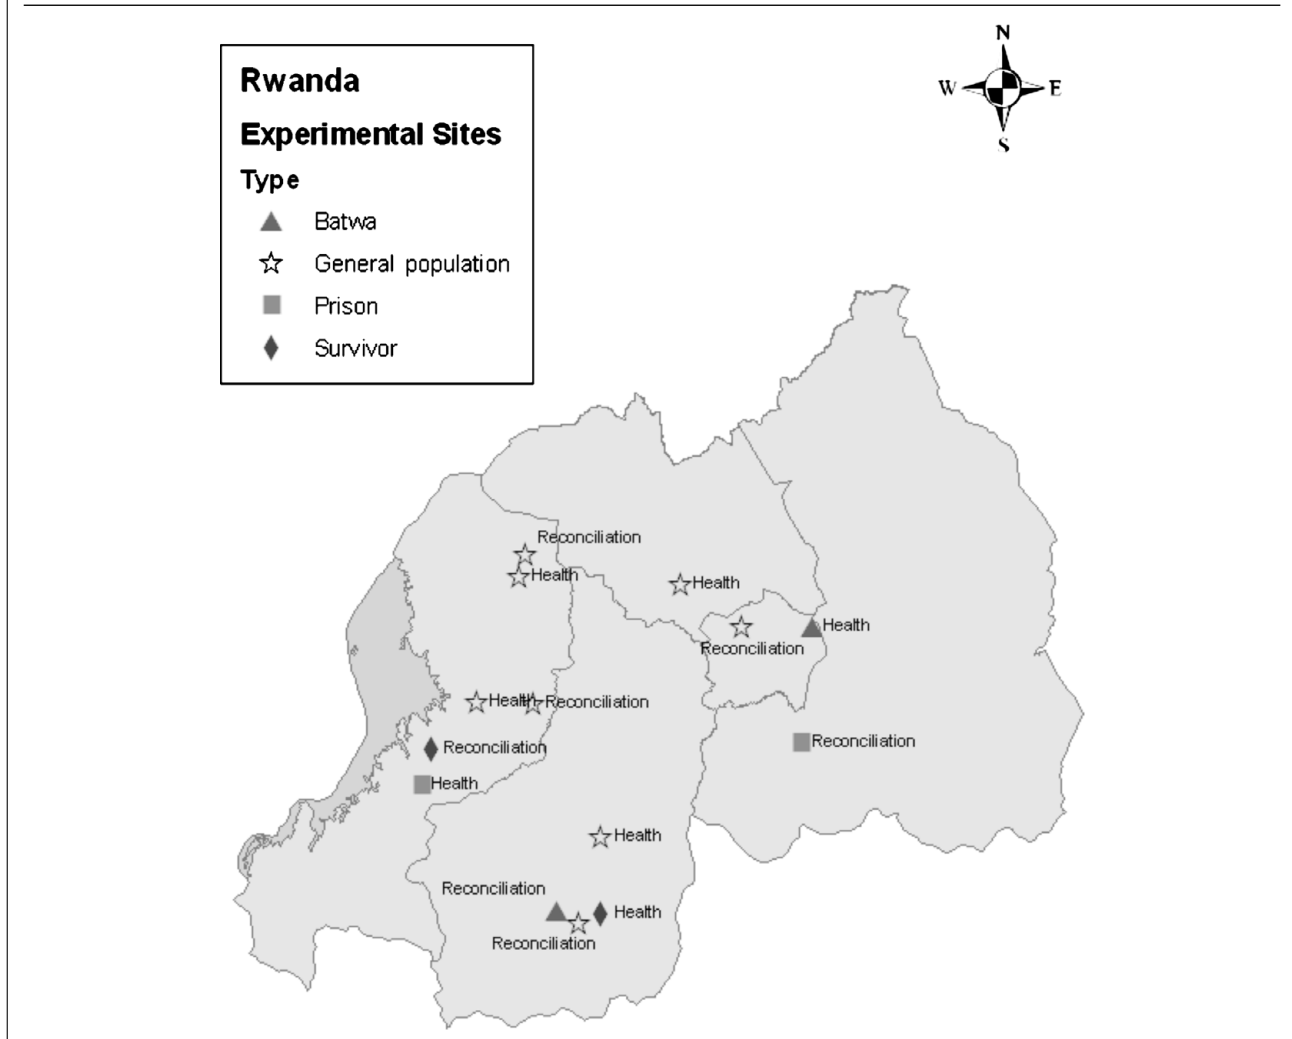 N
W E
S
Rwanda
Experimental Sites
Type
Batwa
General population
Prison
Survivor
Reconciliation
Health
Health
Health
Reconciliation
Health
Reconciliation
Reconciliation
Reconciliation
Health
Health
Reconciliation
Health
Reconciliation